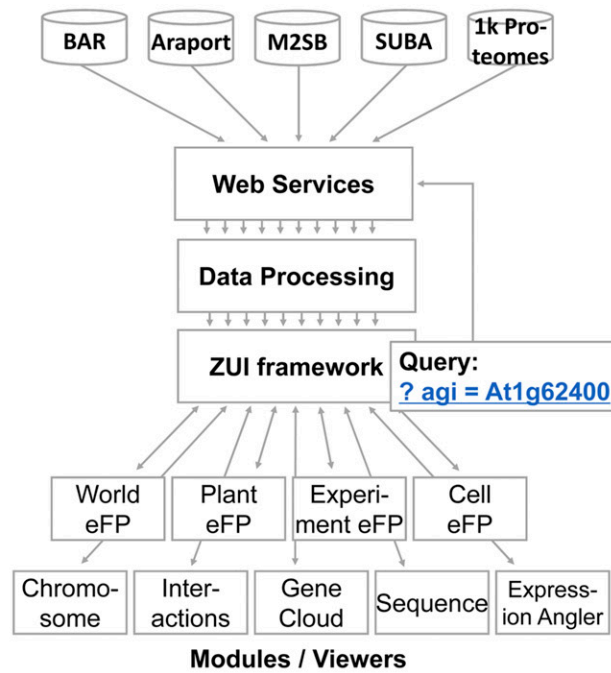 BAR
Araport
M2SB
SUBA
1k Pro-
teomes
Web Services
Data Processing
ZUI framework
Query:
? agi = At1g62400
World
eFP
Plant
eFP
Experi-
ment eFP
Cell
eFP
Chromo-
some
Inter-
actions
Gene
Cloud
Sequence
Express-
ion Angler
Modules / Viewers